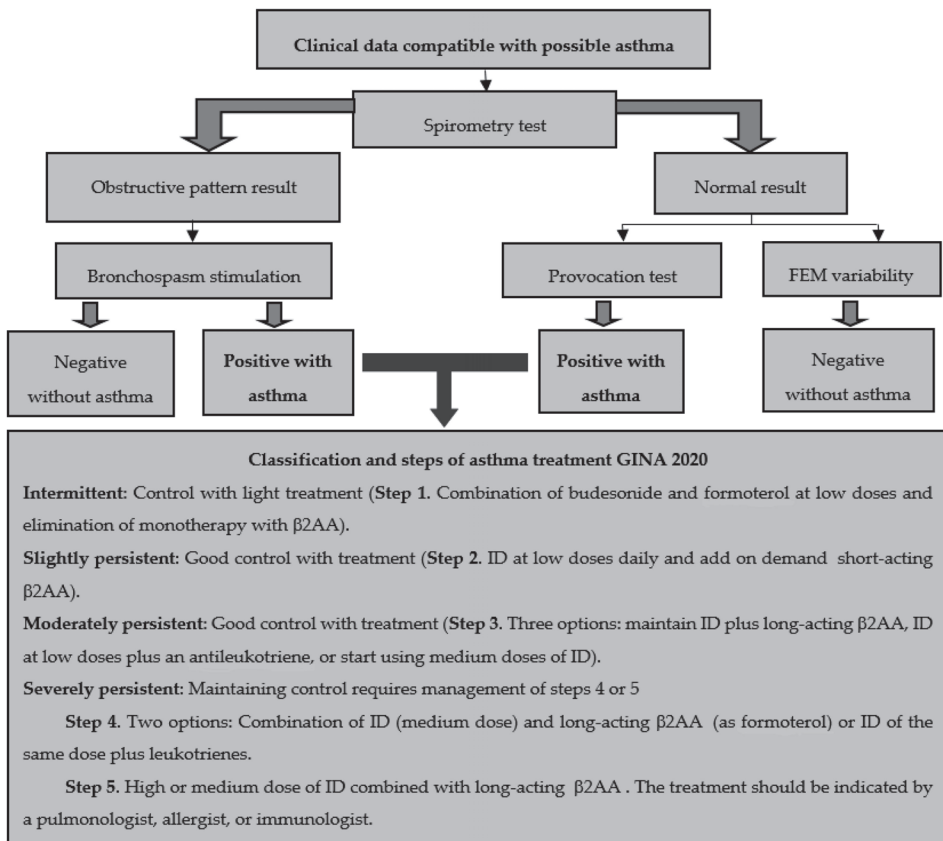 Clinical data compatible with possible asthma
Spirometry test
Obstructive pattern result
Normal result
Bronchospasm stimulation
Provocation test
FEM variability
Negative
without asthma
Positive with
asthma
Positive with
asthma
Negative
without asthma
Classification and steps of asthma treatment GINA 2020
Intermittent: Control with light treatment (Step 1. Combination of budesonide and formoterol at low doses and
elimination of monotherapy with β2AA).
Slightly persistent: Good control with treatment (Step 2. ID at low doses daily and add on demand short-acting
β2AA).
Moderately persistent: Good control with treatment (Step 3. Three options: maintain ID plus long-acting β2AA, ID
at low doses plus an antileukotriene, or start using medium doses of ID).
Severely persistent: Maintaining control requires management of steps 4 or 5
Step 4. Two options: Combination of ID (medium dose) and long-acting β2AA (as formoterol) or ID of the
same dose plus leukotrienes.
Step 5. High or medium dose of ID combined with long-acting β2AA . The treatment should be indicated by
a pulmonologist, allergist, or immunologist.